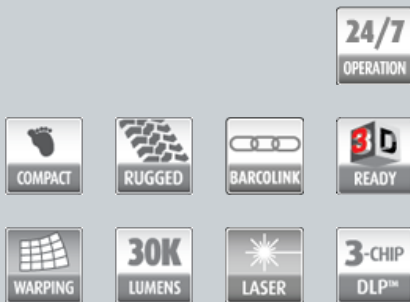 24/7
OPERATION
COMPACT
RUGGED
BARCOLINK
3D
READY
WARPING
30K
LUMENS
LASER
3-CHIP
DLP™